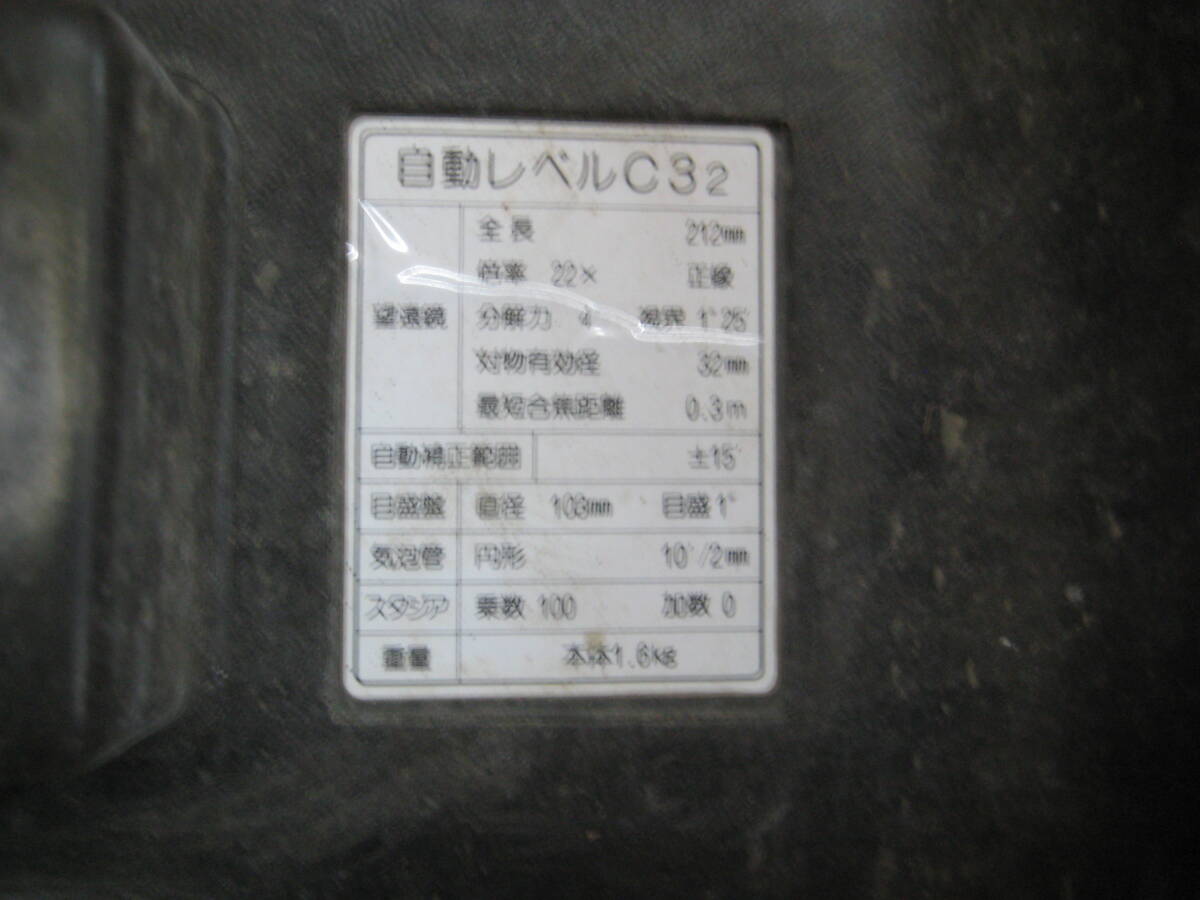 自動レベルC32
望遠鏡
全長 212mm
倍率 22× 正像
分解力 4" 視界 1°25'
対物有効径 32mm
最短合焦距離 0.3m
自動補正範囲 ±15'
目盛盤 直径 103mm 目盛1°
気泡管 円形 10'/2mm
スタジア 乗数 100 加数 0
重量 本体1.6kg